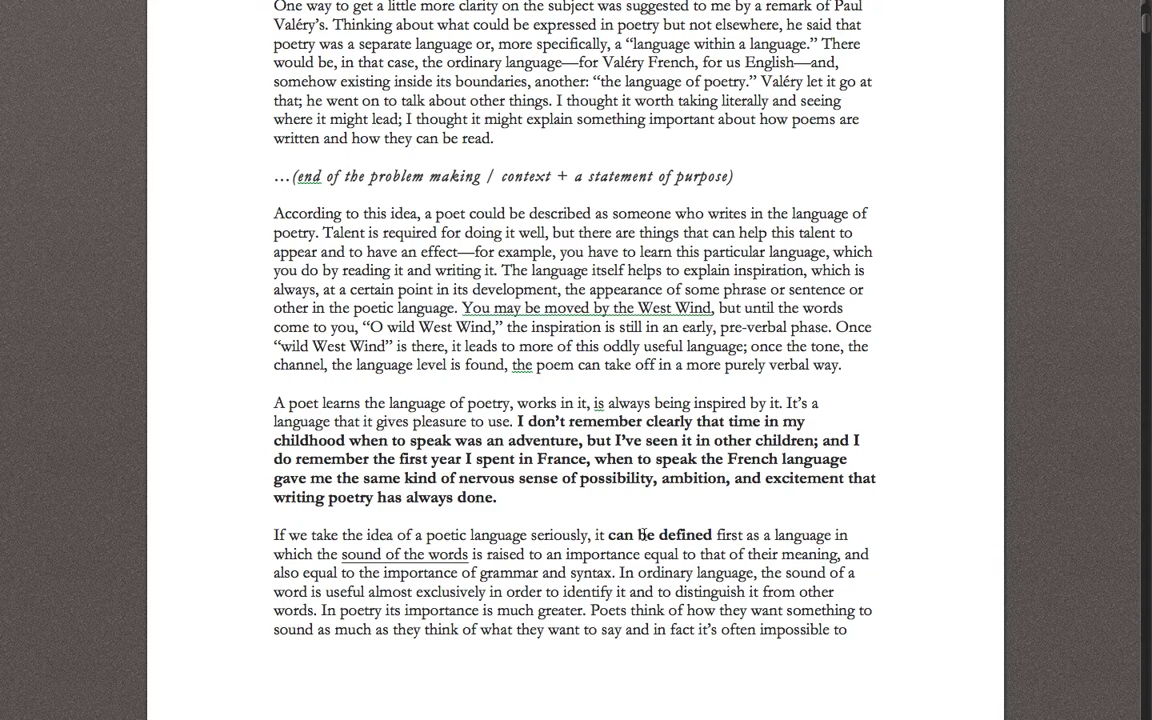 One way to get a little more clarity on the subject was suggested to me by a remark of Paul
Valéry’s. Thinking about what could be expressed in poetry but not elsewhere, he said that
poetry was a separate language or, more specifically, a “language within a language.” There
would be, in that case, the ordinary language—for Valéry French, for us English—and,
somehow existing inside its boundaries, another: “the language of poetry.” Valéry let it go at
that; he went on to talk about other things. I thought it worth taking literally and seeing
where it might lead; I thought it might explain something important about how poems are
written and how they can be read.
…(end of the problem making / context + a statement of purpose)
According to this idea, a poet could be described as someone who writes in the language of
poetry. Talent is required for doing it well, but there are things that can help this talent to
appear and to have an effect—for example, you have to learn this particular language, which
you do by reading it and writing it. The language itself helps to explain inspiration, which is
always, at a certain point in its development, the appearance of some phrase or sentence or
other in the poetic language. You may be moved by the West Wind, but until the words
come to you, “O wild West Wind,” the inspiration is still in an early, pre-verbal phase. Once
“wild West Wind” is there, it leads to more of this oddly useful language; once the tone, the
channel, the language level is found, the poem can take off in a more purely verbal way.
A poet learns the language of poetry, works in it, is always being inspired by it. It’s a
language that it gives pleasure to use. I don’t remember clearly that time in my
childhood when to speak was an adventure, but I’ve seen it in other children; and I
do remember the first year I spent in France, when to speak the French language
gave me the same kind of nervous sense of possibility, ambition, and excitement that
writing poetry has always done.
If we take the idea of a poetic language seriously, it can be defined first as a language in
which the sound of the words is raised to an importance equal to that of their meaning, and
also equal to the importance of grammar and syntax. In ordinary language, the sound of a
word is useful almost exclusively in order to identify it and to distinguish it from other
words. In poetry its importance is much greater. Poets think of how they want something to
sound as much as they think of what they want to say and in fact it’s often impossible to